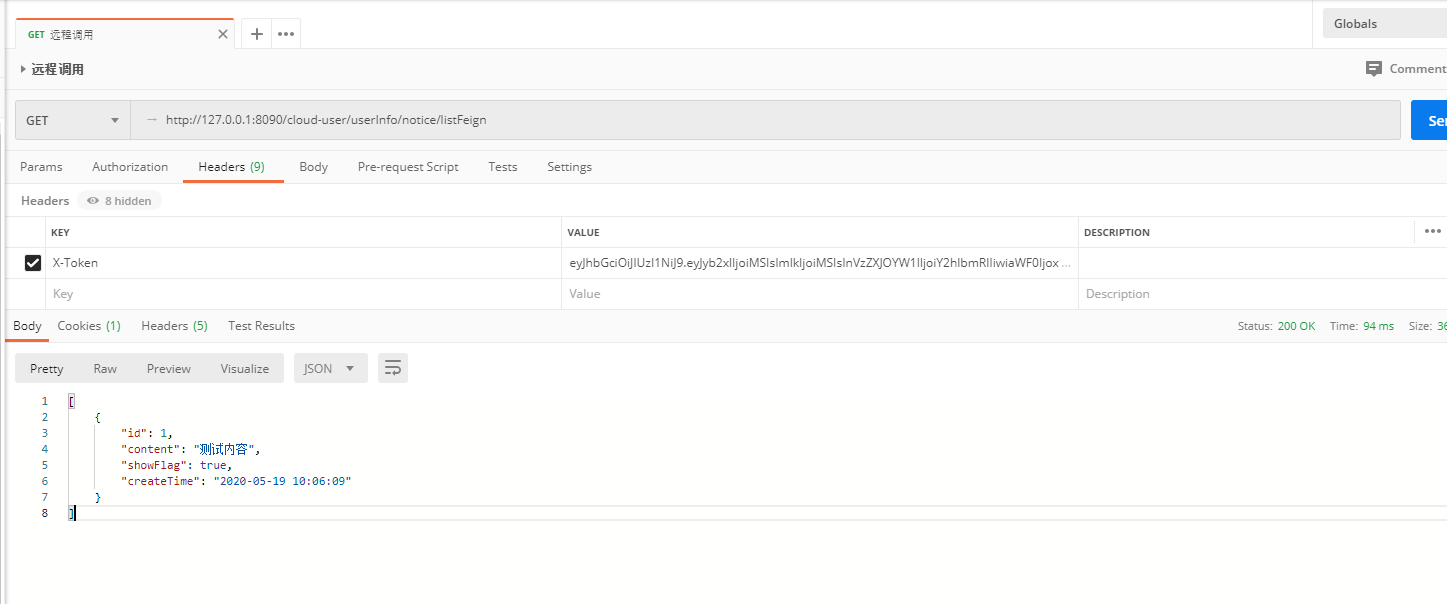 GET 远程调用
Globals
远程调用
Comment
GET http://127.0.0.1:8090/cloud-user/userInfo/notice/listFeign
Params Authorization Headers (9) Body Pre-request Script Tests Settings
Headers 8 hidden
KEY VALUE DESCRIPTION
X-Token
Key Value Description
Body Cookies (1) Headers (5) Test Results Status: 200 OK Time: 94 ms Size: 36
Pretty Raw Preview Visualize JSON
1 [
2 {
3 "id": 1,
4 "content": "测试内容",
5 "showFlag": true,
6 "createTime": "2020-05-19 10:06:09"
7 }
8 ]